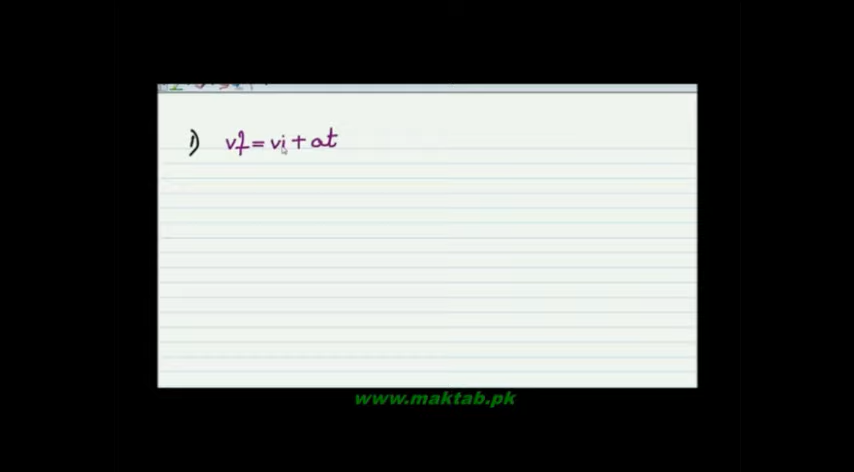 1) vf = vi + at
www.maktab.pk